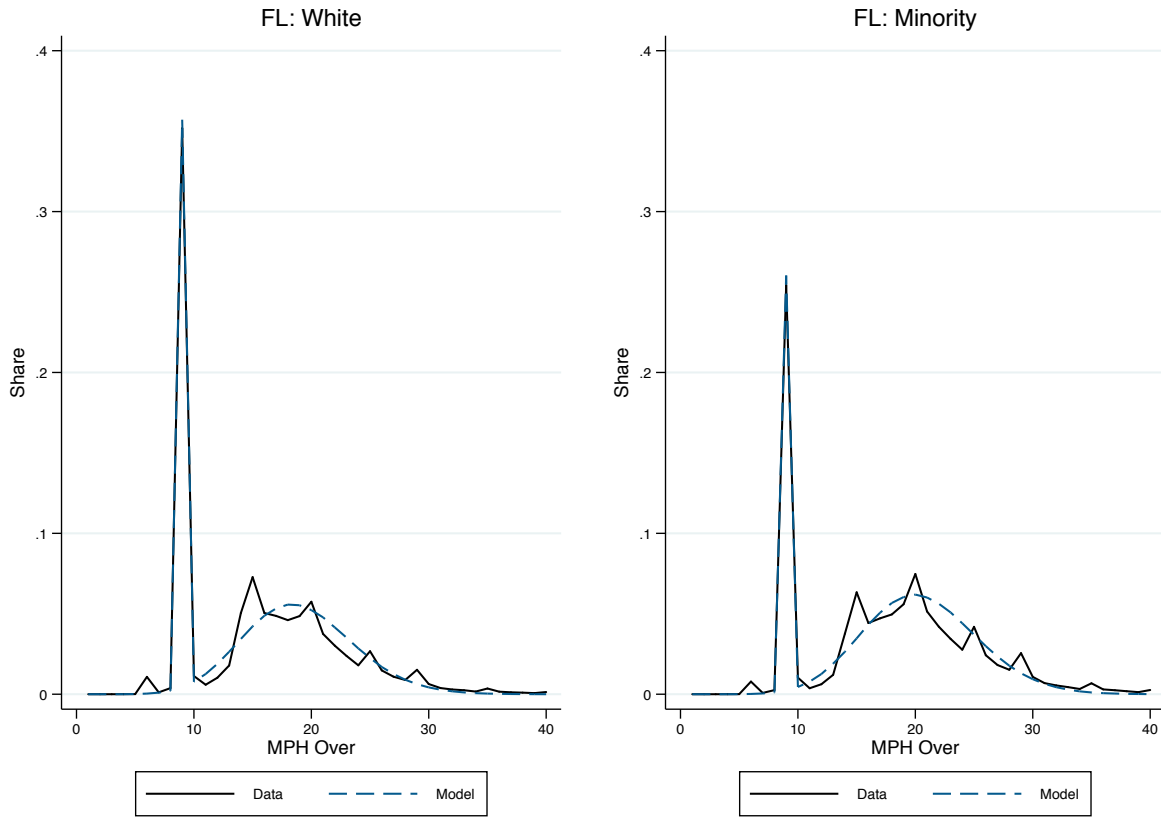 FL: White
.4
.3
.2
.1
0
Share
0 10 20 30 40
MPH Over
Data Model
FL: Minority
.4
.3
.2
.1
0
Share
0 10 20 30 40
MPH Over
Data Model